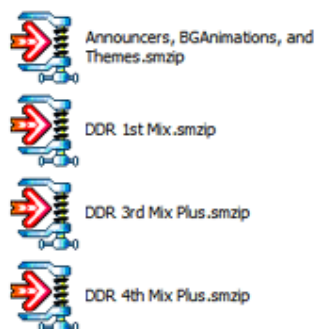 Announcers, BGAnimations, and
Themes.smzip
DDR 1st Mix.smzip
DDR 3rd Mix Plus.smzip
DDR 4th Mix Plus.smzip